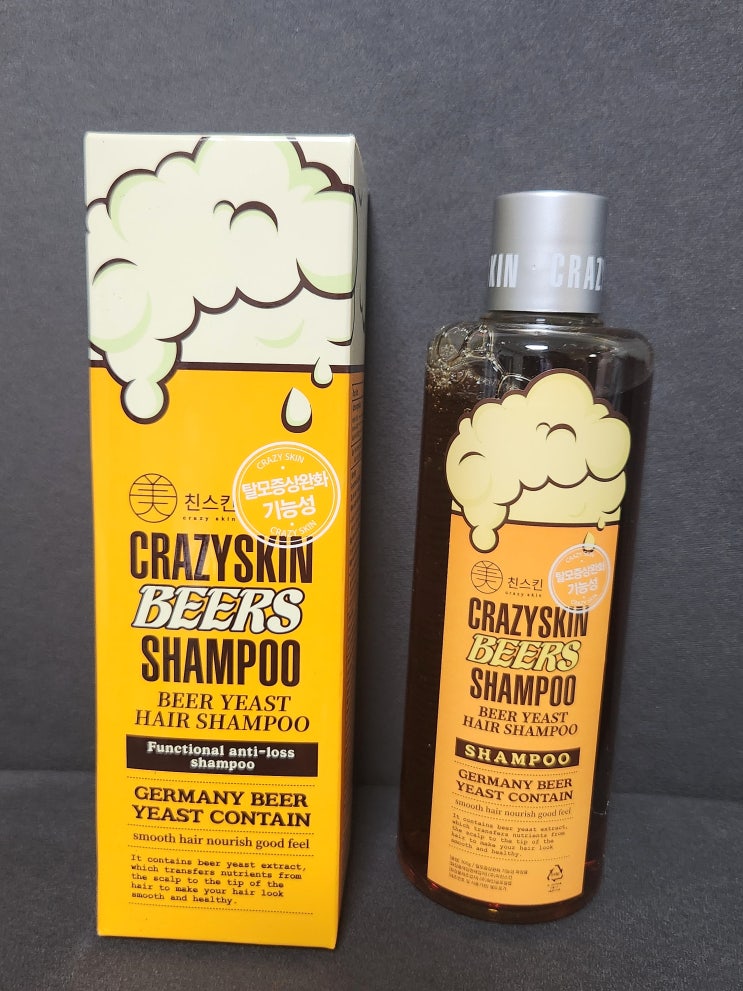 CRAZY SKIN
탈모증상완화
기능성
CRAZY SKIN
美 친스킨
crazy skin
CRAZYSKIN
BEERS
SHAMPOO
BEER YEAST
HAIR SHAMPOO
Functional anti-loss
shampoo
GERMANY BEER
YEAST CONTAIN
smooth hair nourish good feel
It contains beer yeast extract,
which transfers nutrients from
the scalp to the tip of the
hair to make your hair look
smooth and healthy.
KIN CRAZ
탈모증상완화
기능성
美 친스킨
crazy skin
CRAZYSKIN
BEERS
SHAMPOO
BEER YEAST
HAIR SHAMPOO
SHAMPOO
GERMANY BEER
YEAST CONTAIN
smooth hair nourish good feel
It contains beer yeast extract,
which transfers nutrients from
the scalp to the tip of the
hair to make your hair look
smooth and healthy.